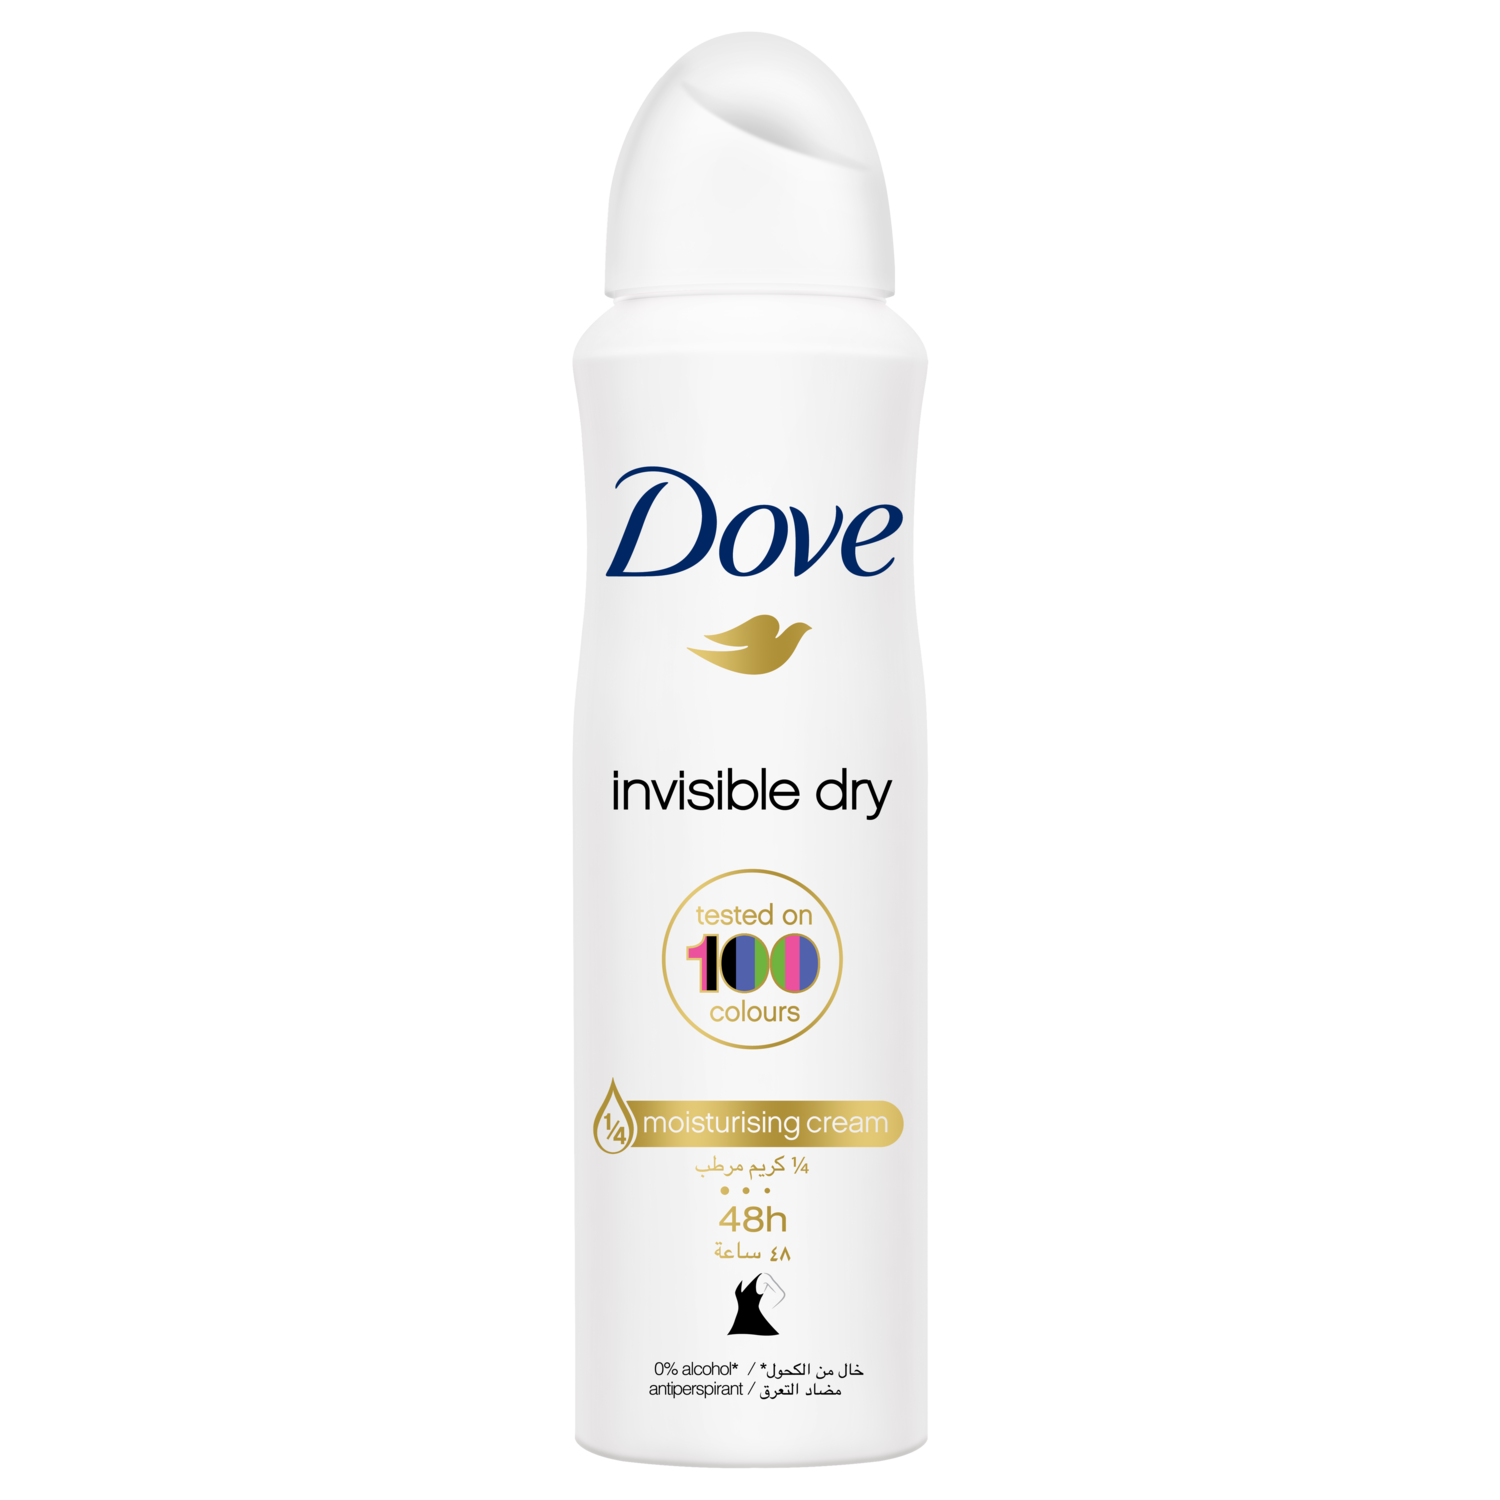 Dove
invisible dry
tested on
100
colours
1/4 moisturising cream
¼ كريم مرطب
48h
٤٨ ساعة
0% alcohol* / خال من الكحول*
antiperspirant / مضاد التعرق